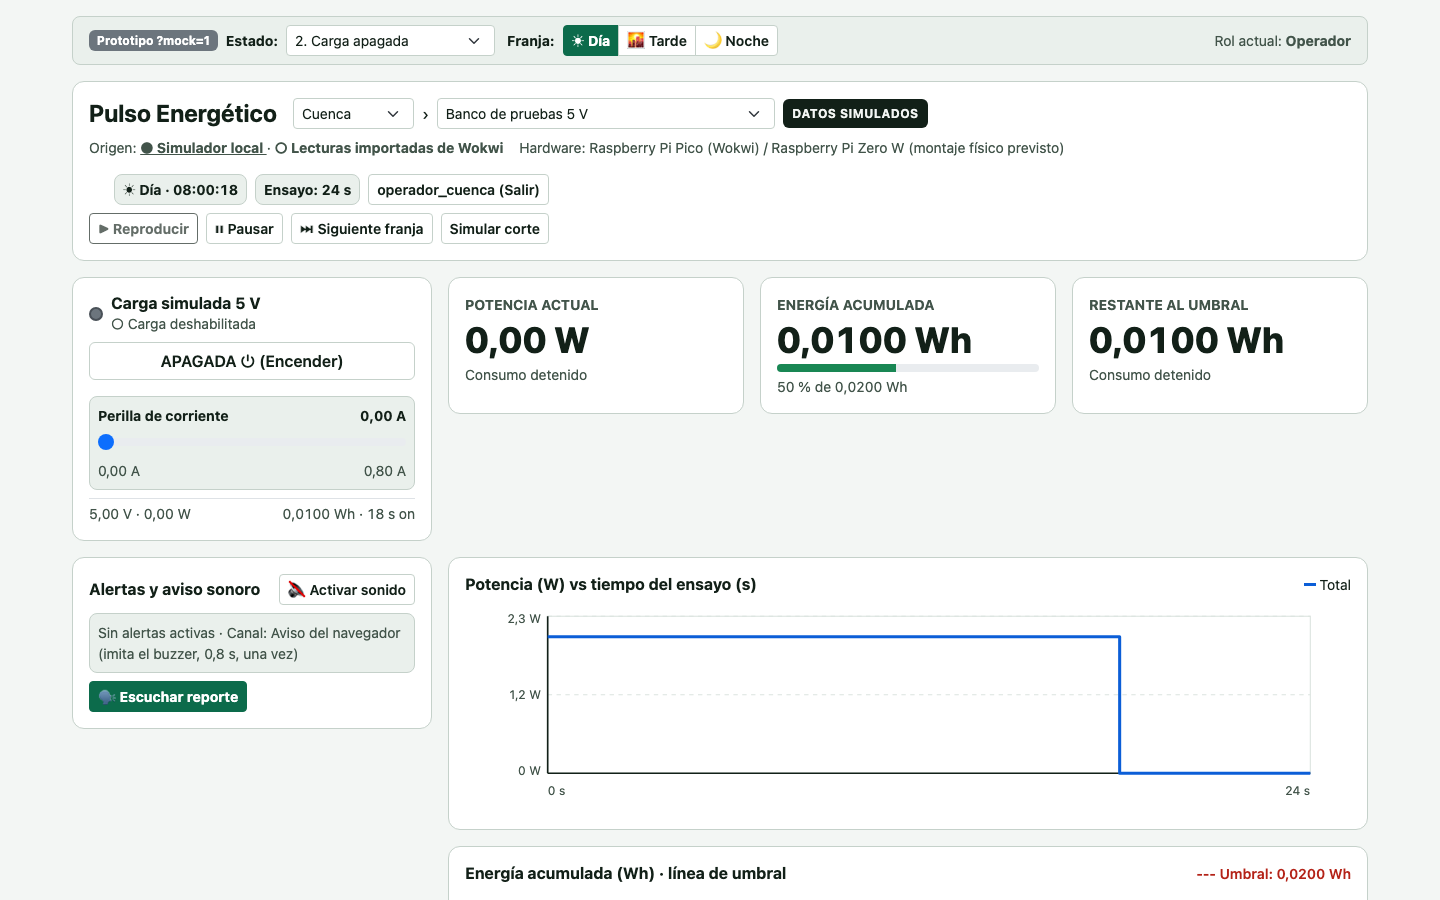 Prototipo ?mock=1 Estado: 2. Carga apagada Franja: Día Tarde Noche Rol actual: Operador
Pulso Energético Cuenca › Banco de pruebas 5 V DATOS SIMULADOS
Origen: Simulador local · Lecturas importadas de Wokwi Hardware: Raspberry Pi Pico (Wokwi) / Raspberry Pi Zero W (montaje físico previsto)
Día · 08:00:18 Ensayo: 24 s operador_cuenca (Salir)
Reproducir Pausar Siguiente franja Simular corte
Carga simulada 5 V
Carga deshabilitada
APAGADA (Encender)
Perilla de corriente 0,00 A
0,00 A 0,80 A
5,00 V · 0,00 W 0,0100 Wh · 18 s on
POTENCIA ACTUAL
0,00 W
Consumo detenido
ENERGÍA ACUMULADA
0,0100 Wh
50 % de 0,0200 Wh
RESTANTE AL UMBRAL
0,0100 Wh
Consumo detenido
Alertas y aviso sonoro Activar sonido
Sin alertas activas · Canal: Aviso del navegador
(imita el buzzer, 0,8 s, una vez)
Escuchar reporte
Potencia (W) vs tiempo del ensayo (s) Total
2,3 W
1,2 W
0 W
0 s 24 s
Energía acumulada (Wh) · línea de umbral --- Umbral: 0,0200 Wh